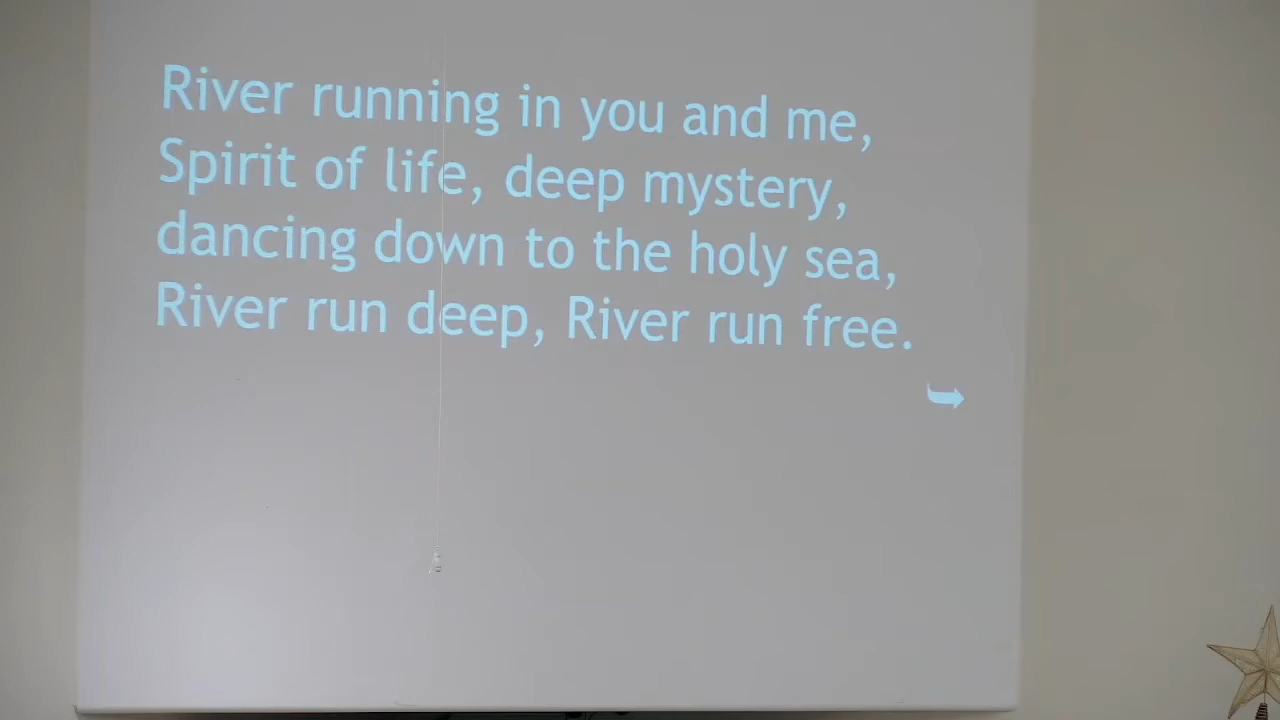 River running in you and me,
Spirit of life, deep mystery,
dancing down to the holy sea,
River run deep, River run free.